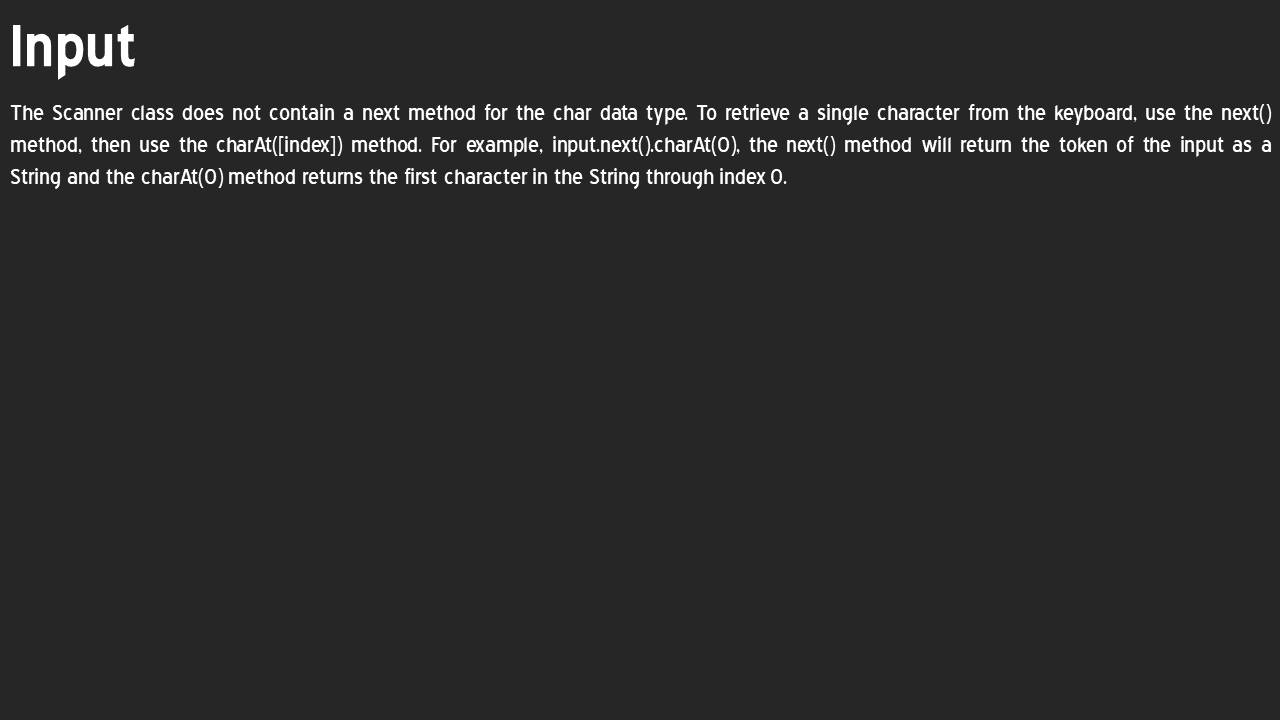 Input
The Scanner class does not contain a next method for the char data type. To retrieve a single character from the keyboard, use the next()
method, then use the charAt([index]) method. For example, input.next().charAt(0), the next() method will return the token of the input as a
String and the charAt(0) method returns the first character in the String through index 0.